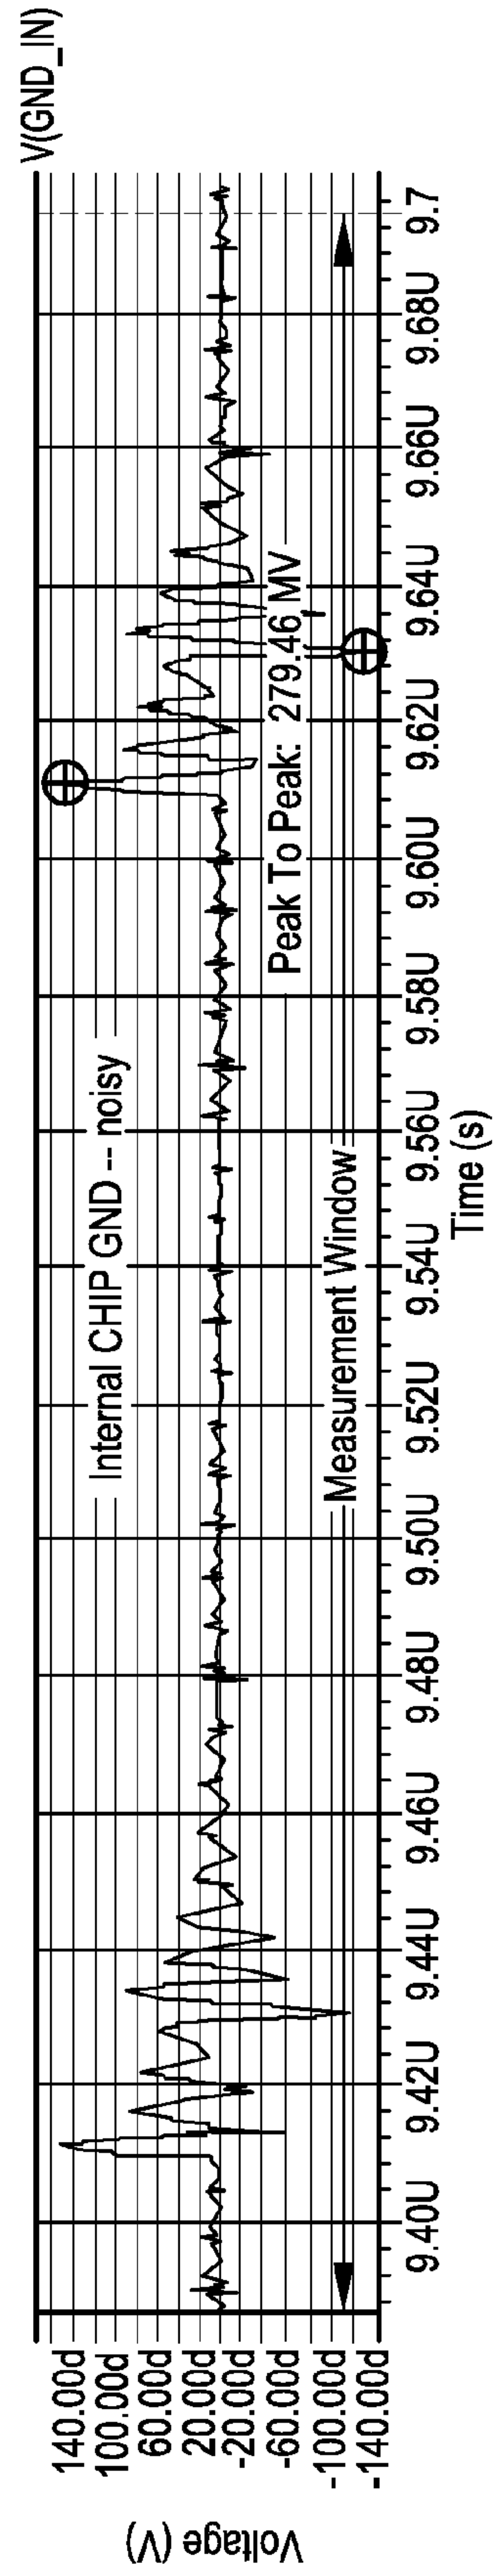 V(GND_IN)
Voltage (V)
140.00d
100.00d
60.00d
20.00d
-20.00d
-60.00d
-100.00d
-140.00d
Internal CHIP GND -- noisy
Peak To Peak: 279.46 MV
Measurement Window
9.40U 9.42U 9.44U 9.46U 9.48U 9.50U 9.52U 9.54U 9.56U 9.58U 9.60U 9.62U 9.64U 9.66U 9.68U 9.7
Time (s)